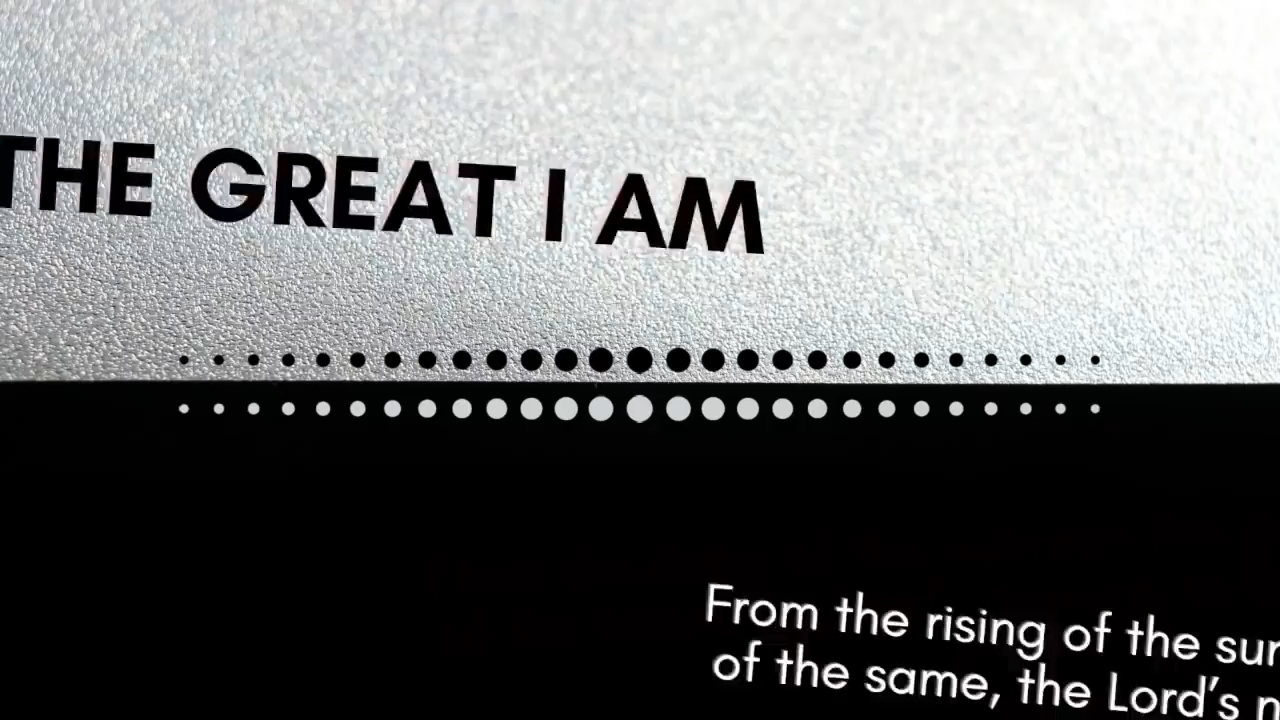 THE GREAT I AM
From the rising of the
of the same, the Lord's